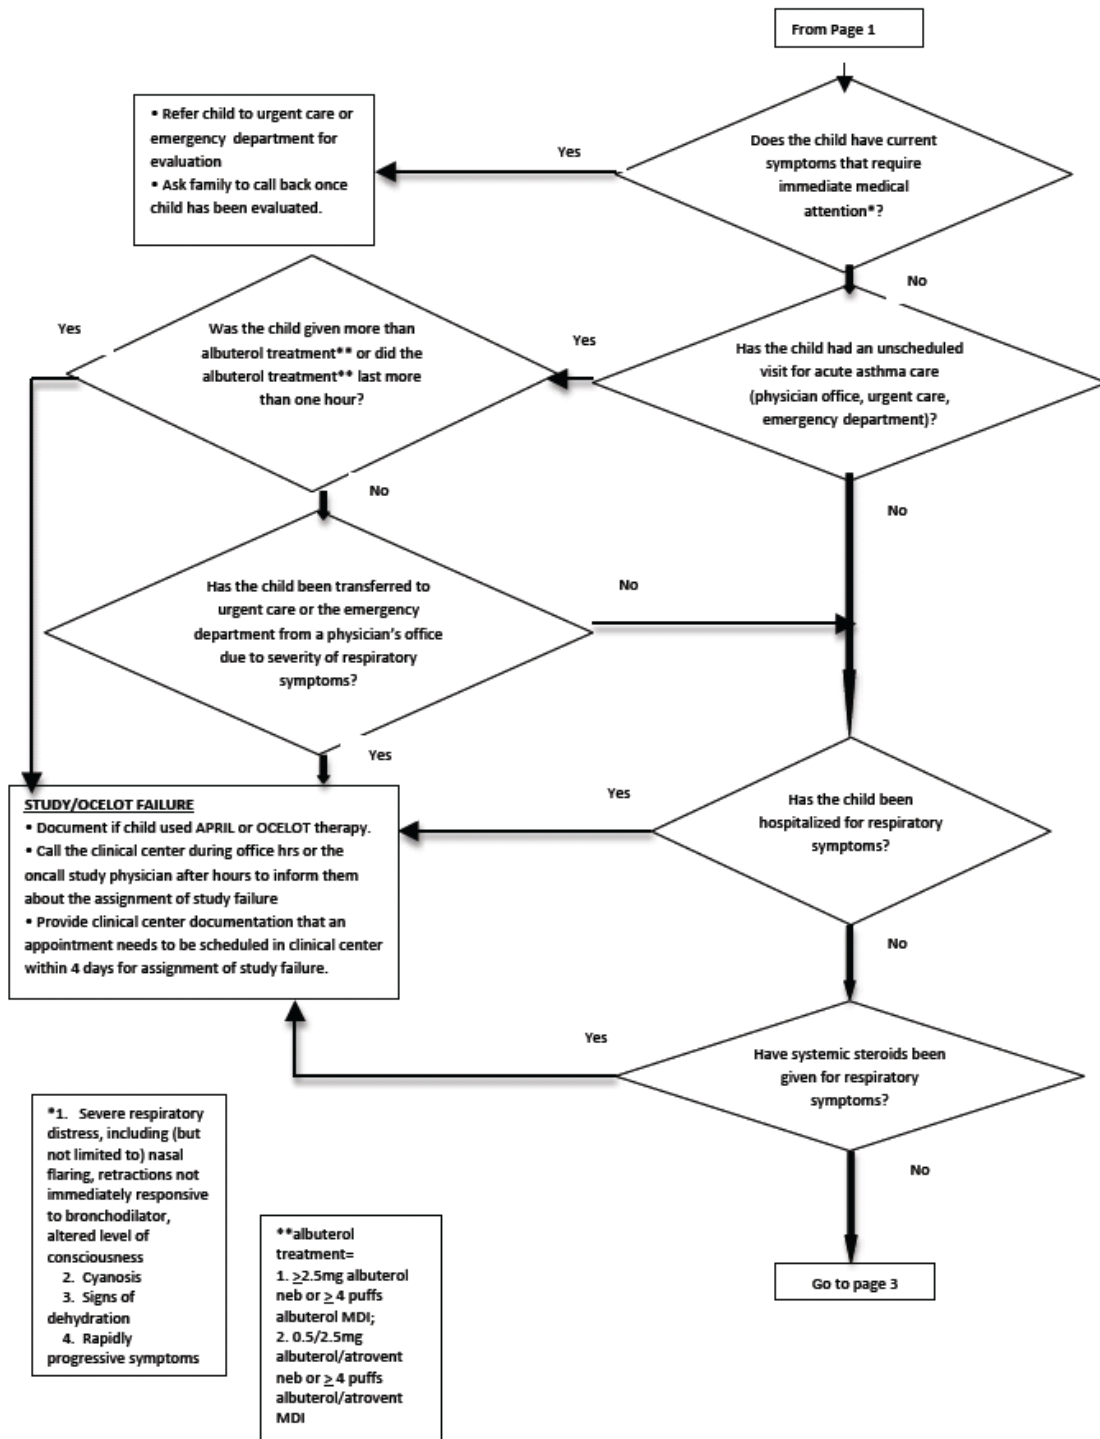 From Page 1
• Refer child to urgent care or
emergency department for
evaluation
• Ask family to call back once
child has been evaluated.
Yes
Does the child have current
symptoms that require
immediate medical
attention*?
No
Yes
Was the child given more than
albuterol treatment** or did the
albuterol treatment** last more
than one hour?
Yes
Has the child had an unscheduled
visit for acute asthma care
(physician office, urgent care,
emergency department)?
No
No
Has the child been transferred to
urgent care or the emergency
department from a physician's office
due to severity of respiratory
symptoms?
No
Yes
STUDY/OCELOT FAILURE
• Document if child used APRIL or OCELOT therapy.
• Call the clinical center during office hrs or the
oncall study physician after hours to inform them
about the assignment of study failure
• Provide clinical center documentation that an
appointment needs to be scheduled in clinical center
within 4 days for assignment of study failure.
Yes
Has the child been
hospitalized for respiratory
symptoms?
No
Yes
Have systemic steroids been
given for respiratory
symptoms?
No
Go to page 3
*1. Severe respiratory
distress, including (but
not limited to) nasal
flaring, retractions not
immediately responsive
to bronchodilator,
altered level of
consciousness
2. Cyanosis
3. Signs of
dehydration
4. Rapidly
progressive symptoms
**albuterol
treatment=
1. ≥2.5mg albuterol
neb or ≥ 4 puffs
albuterol MDI;
2. 0.5/2.5mg
albuterol/atrovent
neb or ≥ 4 puffs
albuterol/atrovent
MDI